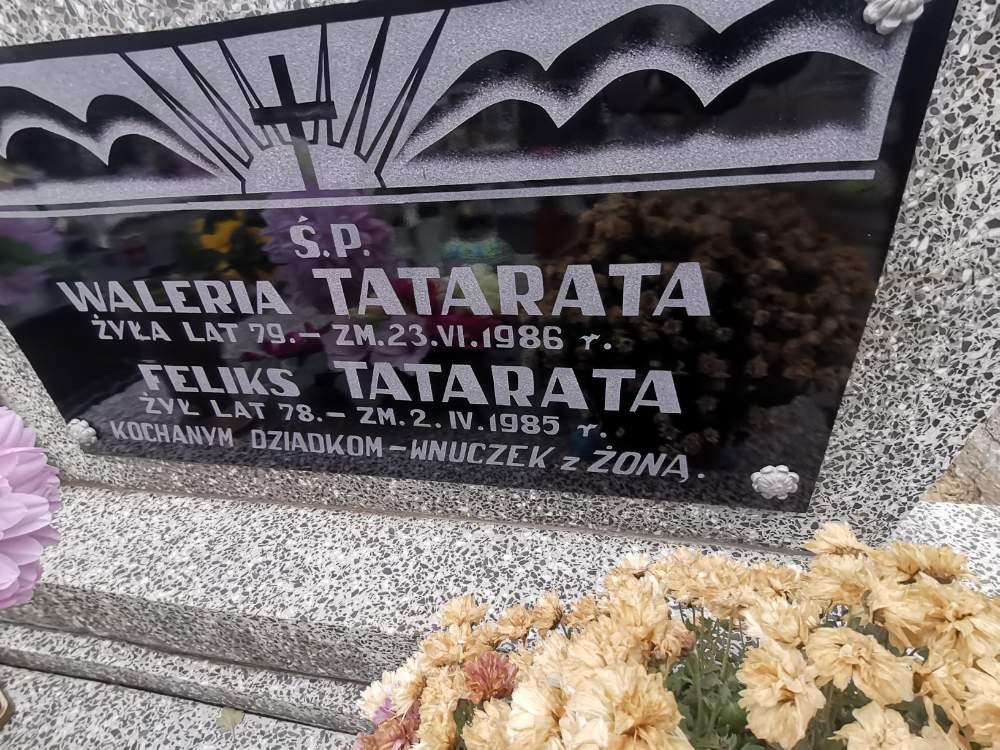 Ś.P.
WALERIA TATARATA
ŻYŁA LAT 79.- ZM. 23.VI.1986 r.
FELIKS TATARATA
ŻYŁ LAT 78.- ZM. 2. IV. 1985 r.
KOCHANYM DZIADKOM-WNUCZEK z ŻONĄ.